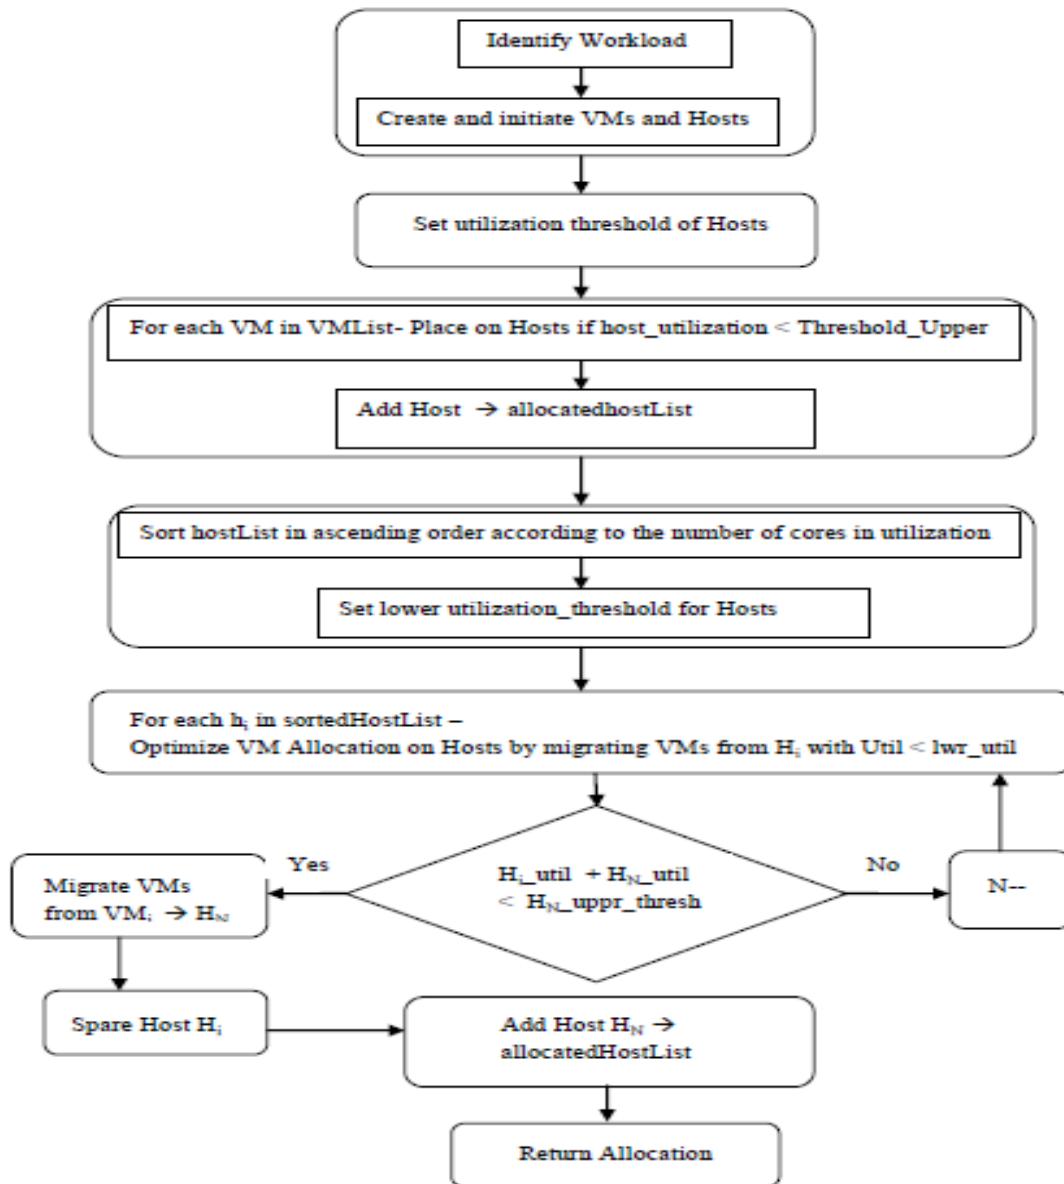 Identify Workload
Create and initiate VMs and Hosts
Set utilization threshold of Hosts
For each VM in VMList- Place on Hosts if host_utilization < Threshold_Upper
Add Host → allocatedhostList
Sort hostList in ascending order according to the number of cores in utilization
Set lower utilization_threshold for Hosts
For each hᵢ in sortedHostList –
Optimize VM Allocation on Hosts by migrating VMs from Hᵢ with Util < lwr_util
Yes
Hᵢ_util + H_N_util
< H_N_uppr_thresh
No
N--
Migrate VMs
from VMᵢ → H_N
Spare Host Hᵢ
Add Host H_N →
allocatedHostList
Return Allocation